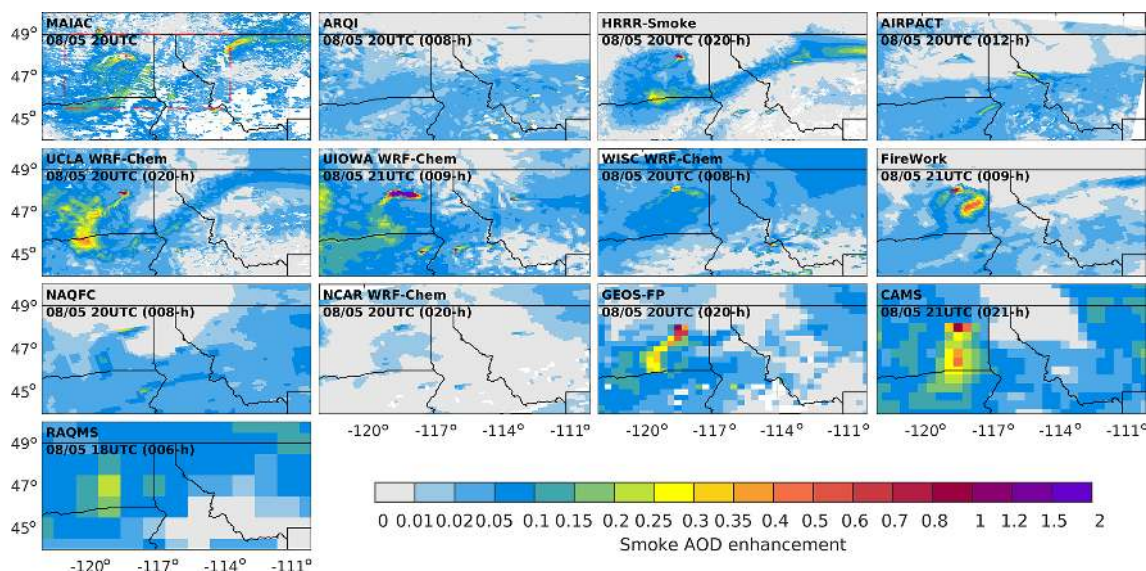 MAIAC
08/05 20UTC
ARQI
08/05 20UTC (008-h)
HRRR-Smoke
08/05 20UTC (020-h)
AIRPACT
08/05 20UTC (012-h)
49°
47°
45°
UCLA WRF-Chem
08/05 20UTC (020-h)
UIOWA WRF-Chem
08/05 21UTC (009-h)
WISC WRF-Chem
08/05 20UTC (008-h)
FireWork
08/05 21UTC (009-h)
49°
47°
45°
NAQFC
08/05 20UTC (008-h)
NCAR WRF-Chem
08/05 20UTC (020-h)
GEOS-FP
08/05 20UTC (020-h)
CAMS
08/05 21UTC (021-h)
49°
47°
45°
-120° -117° -114° -111°
-120° -117° -114° -111°
-120° -117° -114° -111°
RAQMS
08/05 18UTC (006-h)
49°
47°
45°
-120° -117° -114° -111°
0 0.01 0.02 0.05 0.1 0.15 0.2 0.25 0.3 0.35 0.4 0.5 0.6 0.7 0.8 1 1.2 1.5 2
Smoke AOD enhancement